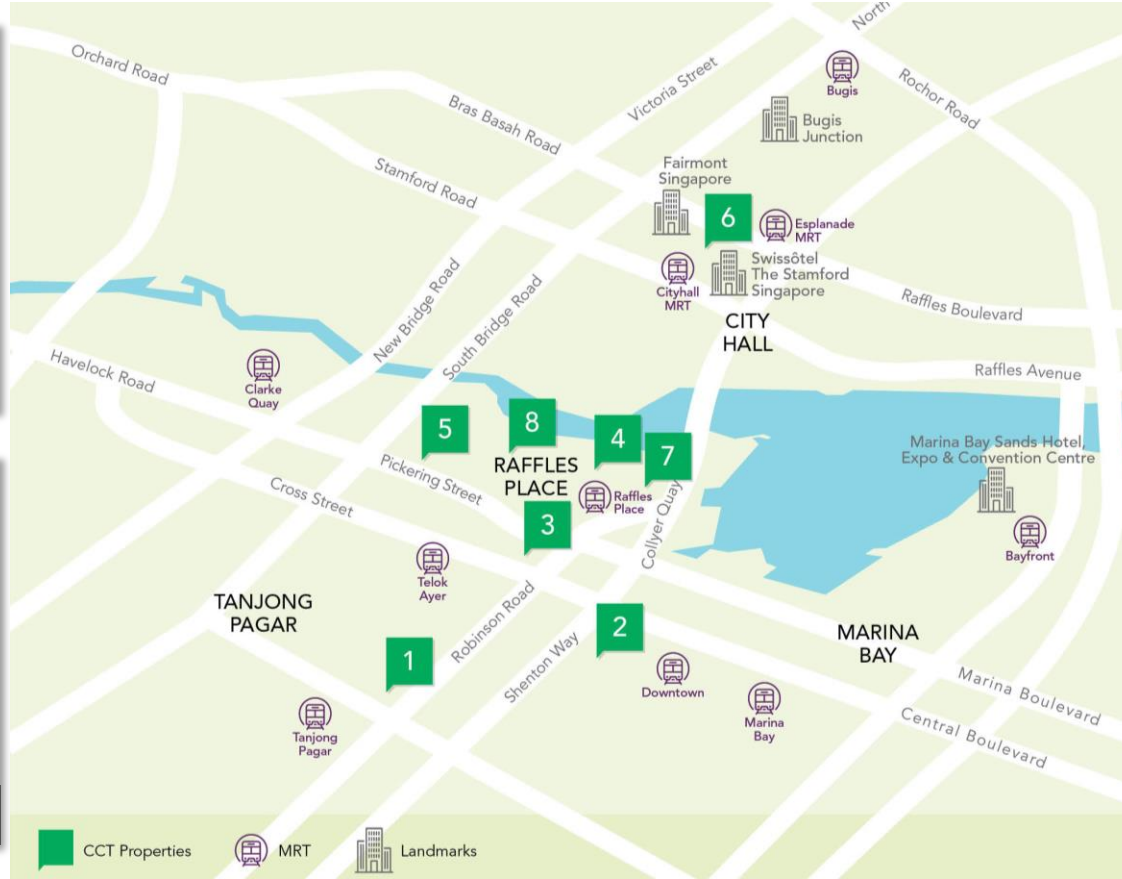 North
Orchard Road
Victoria Street
Bugis
Rochor Road
Bras Basah Road
Bugis
Junction
Stamford Road
Fairmont
Singapore
6
Esplanade
MRT
Swissôtel
The Stamford
Singapore
Cityhall
MRT
Raffles Boulevard
CITY
HALL
New Bridge Road
South Bridge Road
Havelock Road
Clarke
Quay
Raffles Avenue
5
8
4
7
Marina Bay Sands Hotel,
Expo & Convention Centre
RAFFLES
PLACE
Pickering Street
Cross Street
Raffles
Place
3
Collyer Quay
Bayfront
Telok
Ayer
TANJONG
PAGAR
Robinson Road
2
MARINA
BAY
1
Shenton Way
Downtown
Marina
Bay
Marina Boulevard
Central Boulevard
Tanjong
Pagar
CCT Properties
MRT
Landmarks